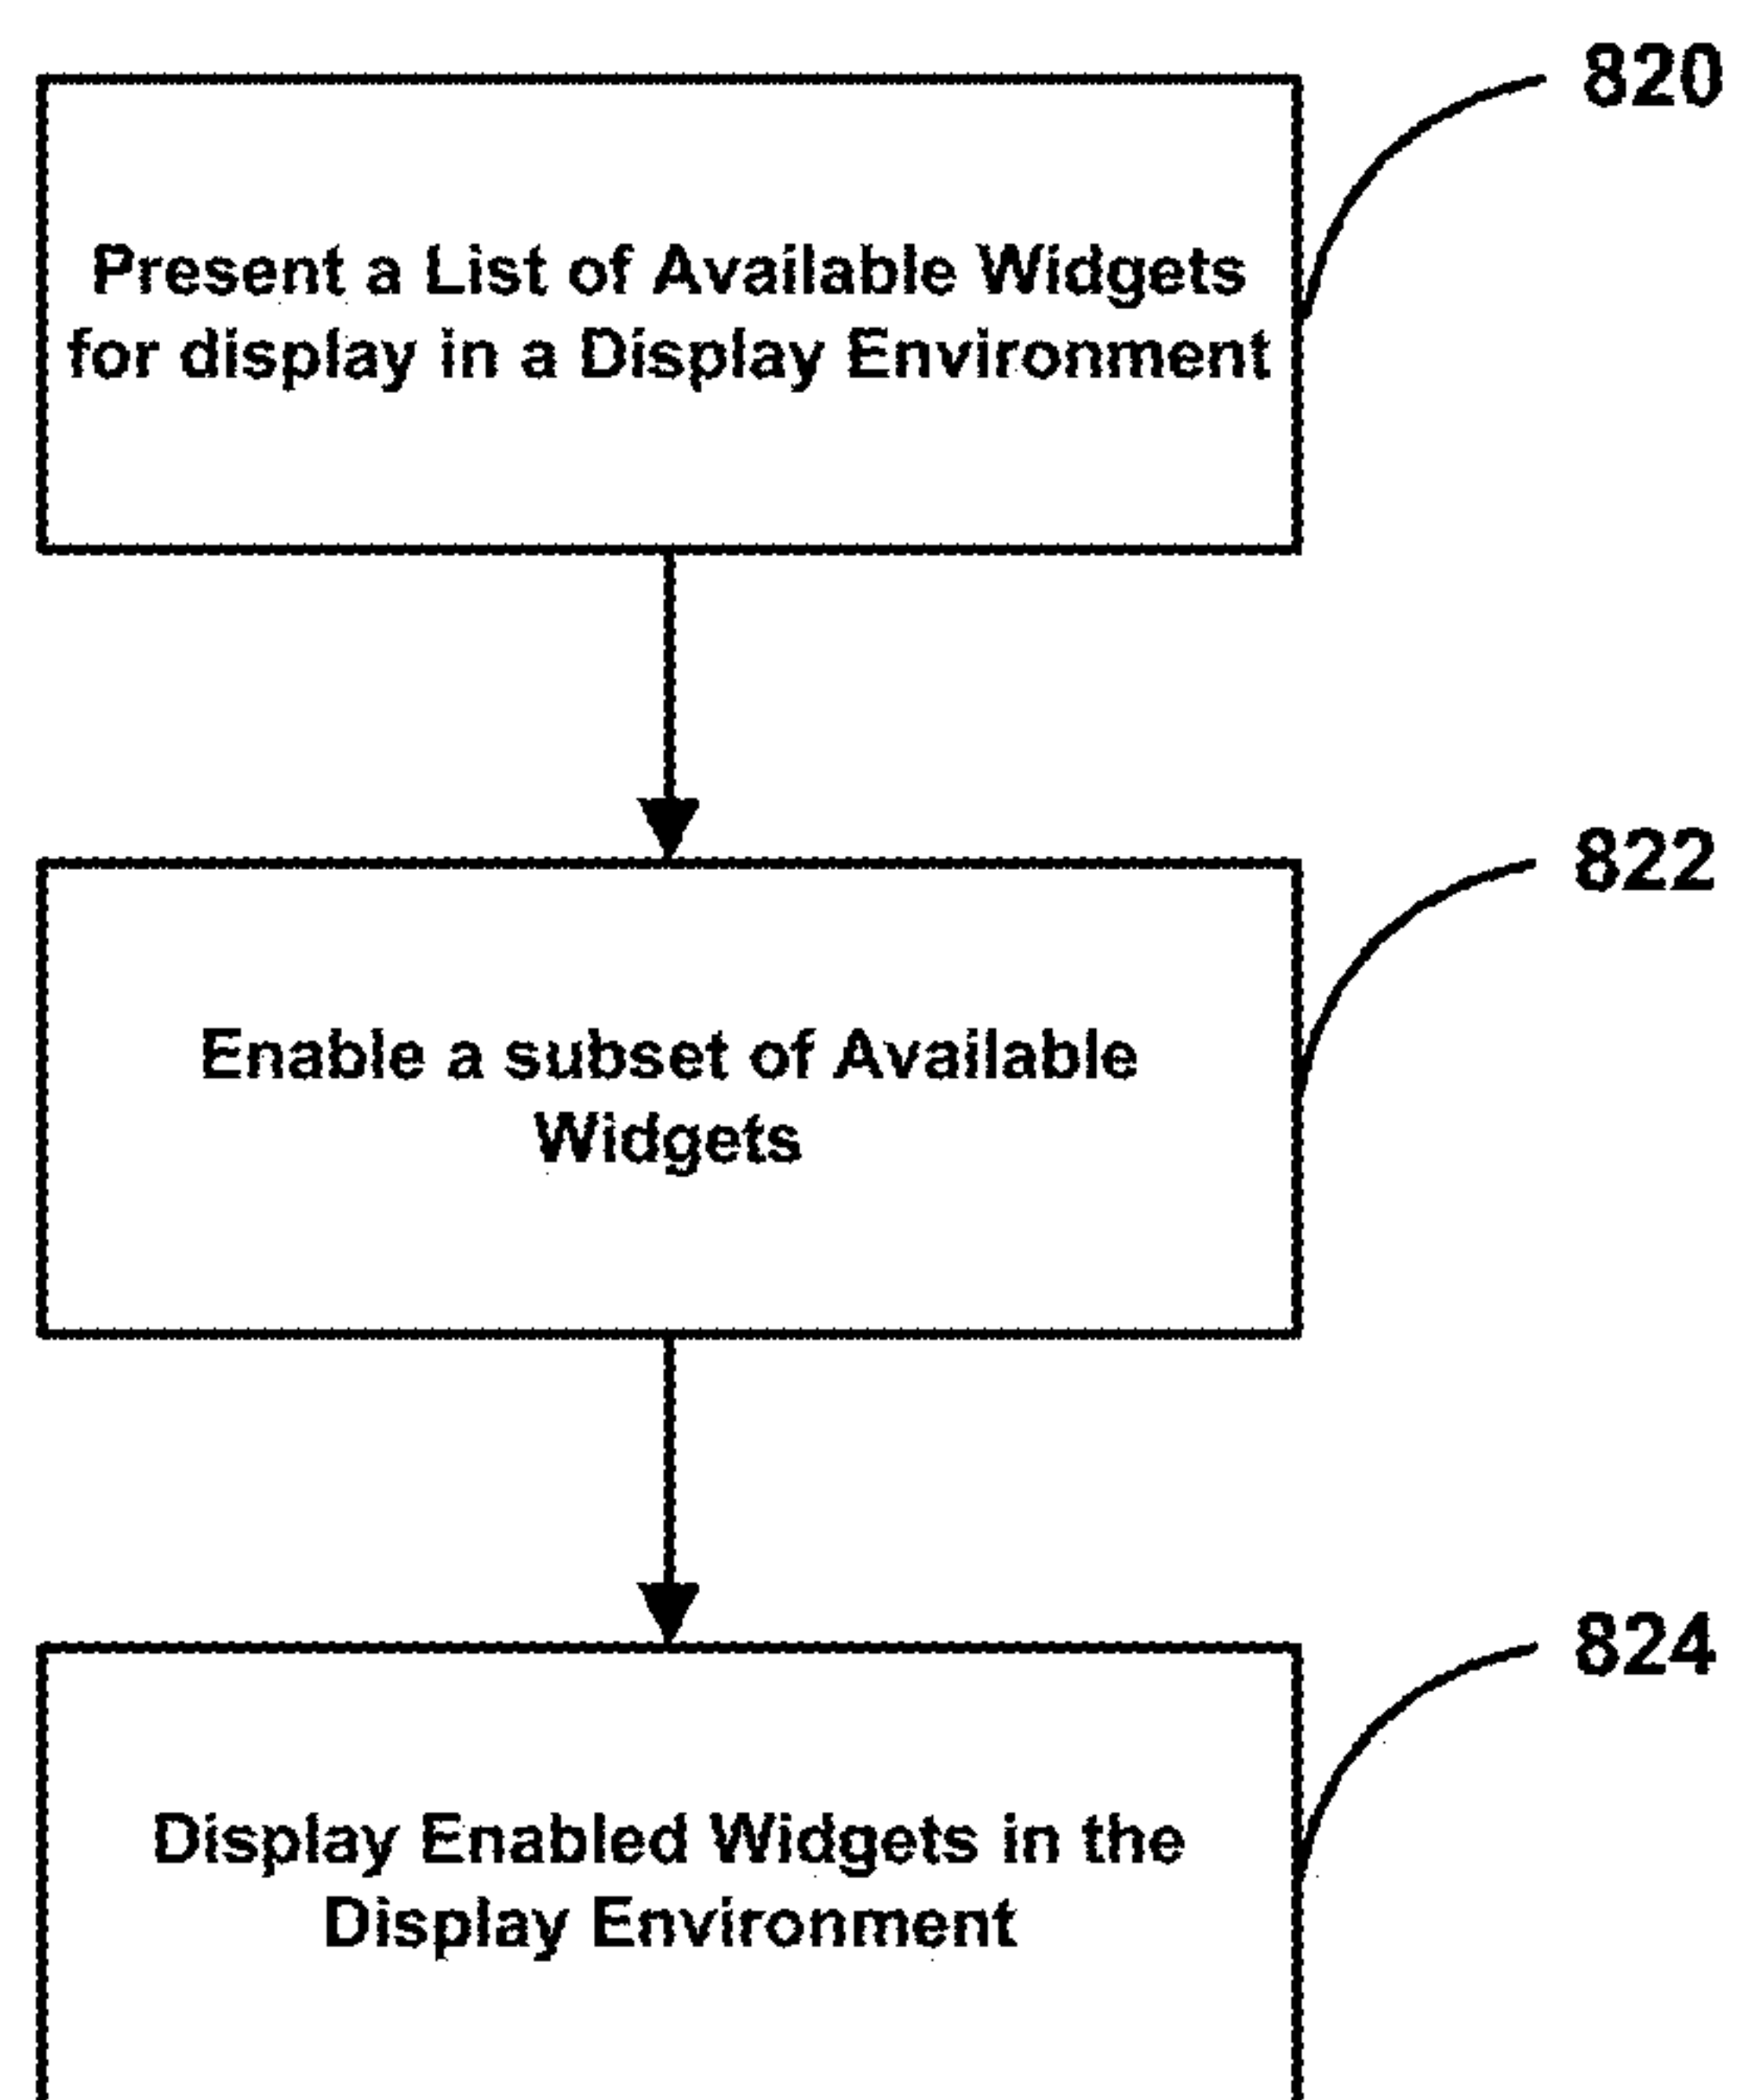 820
Present a List of Available Widgets
for display in a Display Environment
822
Enable a subset of Available
Widgets
824
Display Enabled Widgets in the
Display Environment